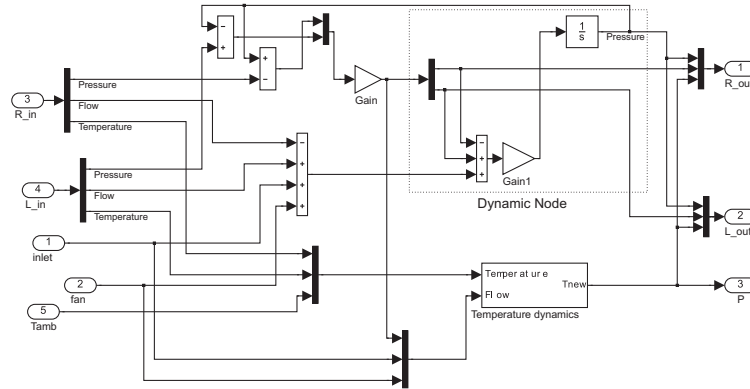 1
s
Pressure
Pressure
Flow
Temperature
3
R_in
Gain
1
R_out
Gain1
Dynamic Node
Pressure
Flow
Temperature
4
L_in
2
L_out
1
inlet
2
fan
5
Tamb
Temper at ur e
Fl ow
Tnew
Temperature dynamics
3
P